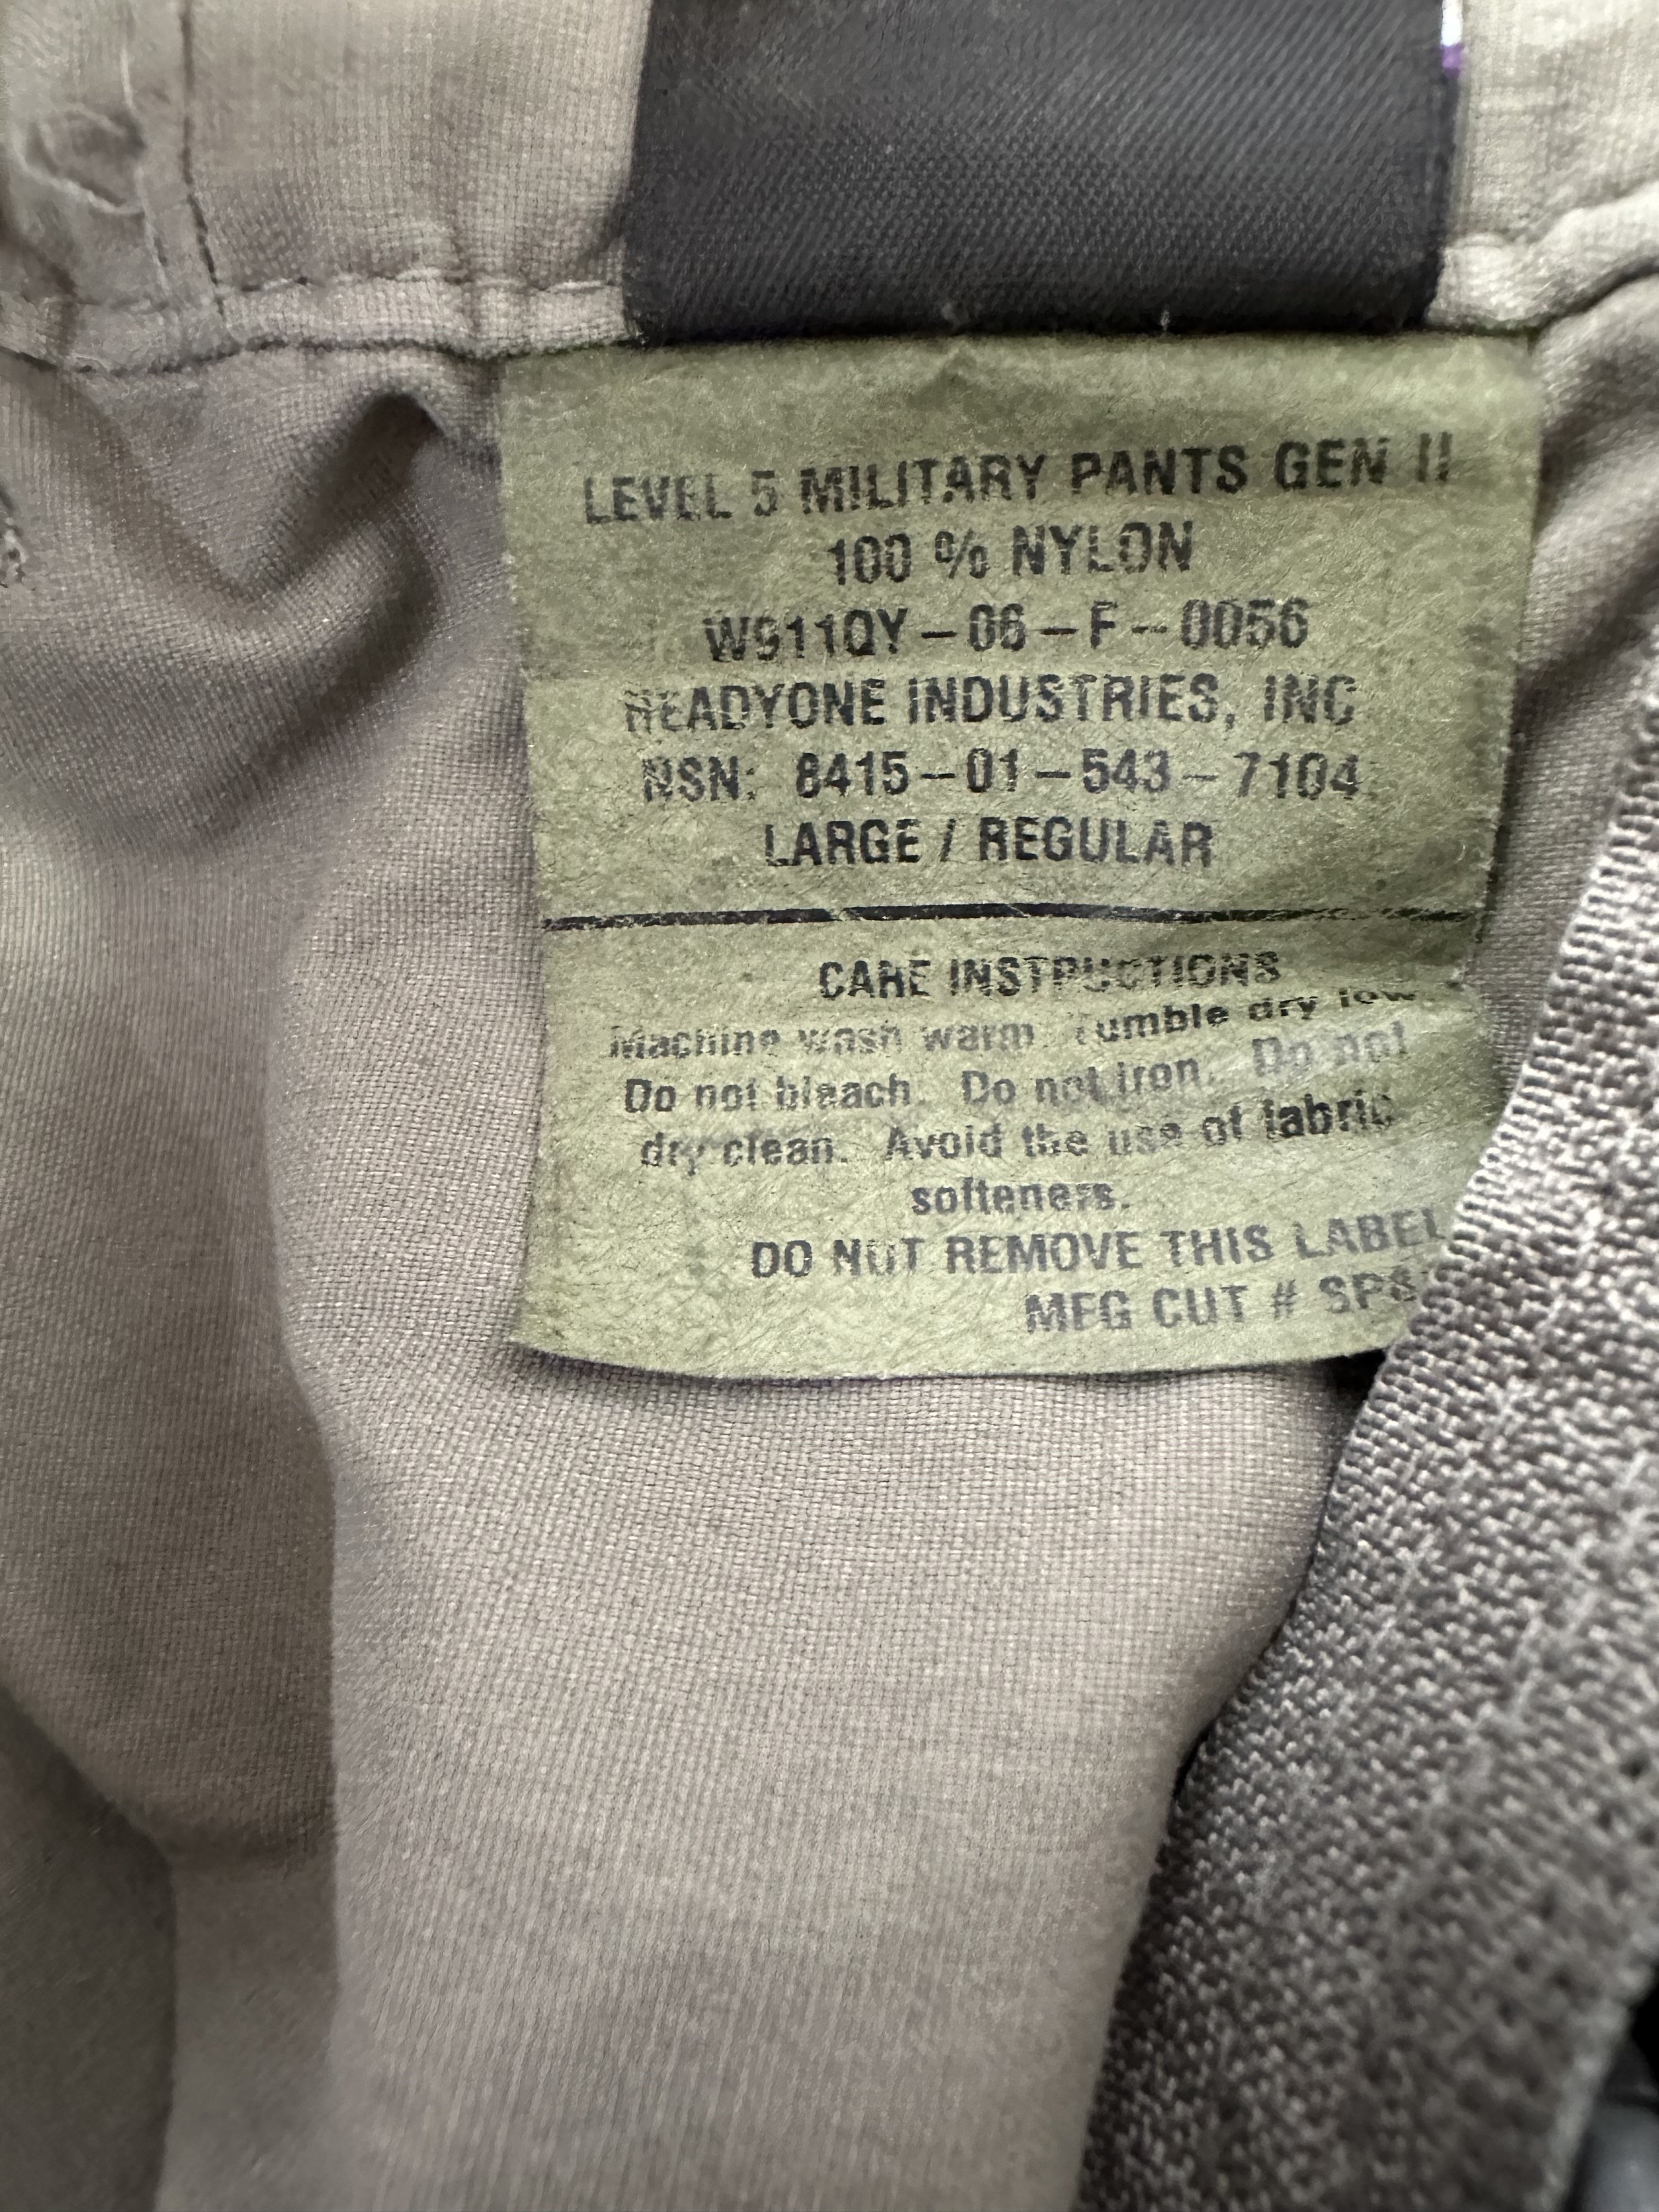 LEVEL 5 MILITARY PANTS GEN II
100 % NYLON
W911QY – 06 – F – 0056
READYONE INDUSTRIES, INC
NSN: 8415 – 01 – 543 – 7104
LARGE / REGULAR
CARE INSTRUCTIONS
Machine wash warm. Tumble dry low.
Do not bleach. Do not iron. Do not
dry clean. Avoid the use of fabric
softeners.
DO NOT REMOVE THIS LABEL
MFG CUT #